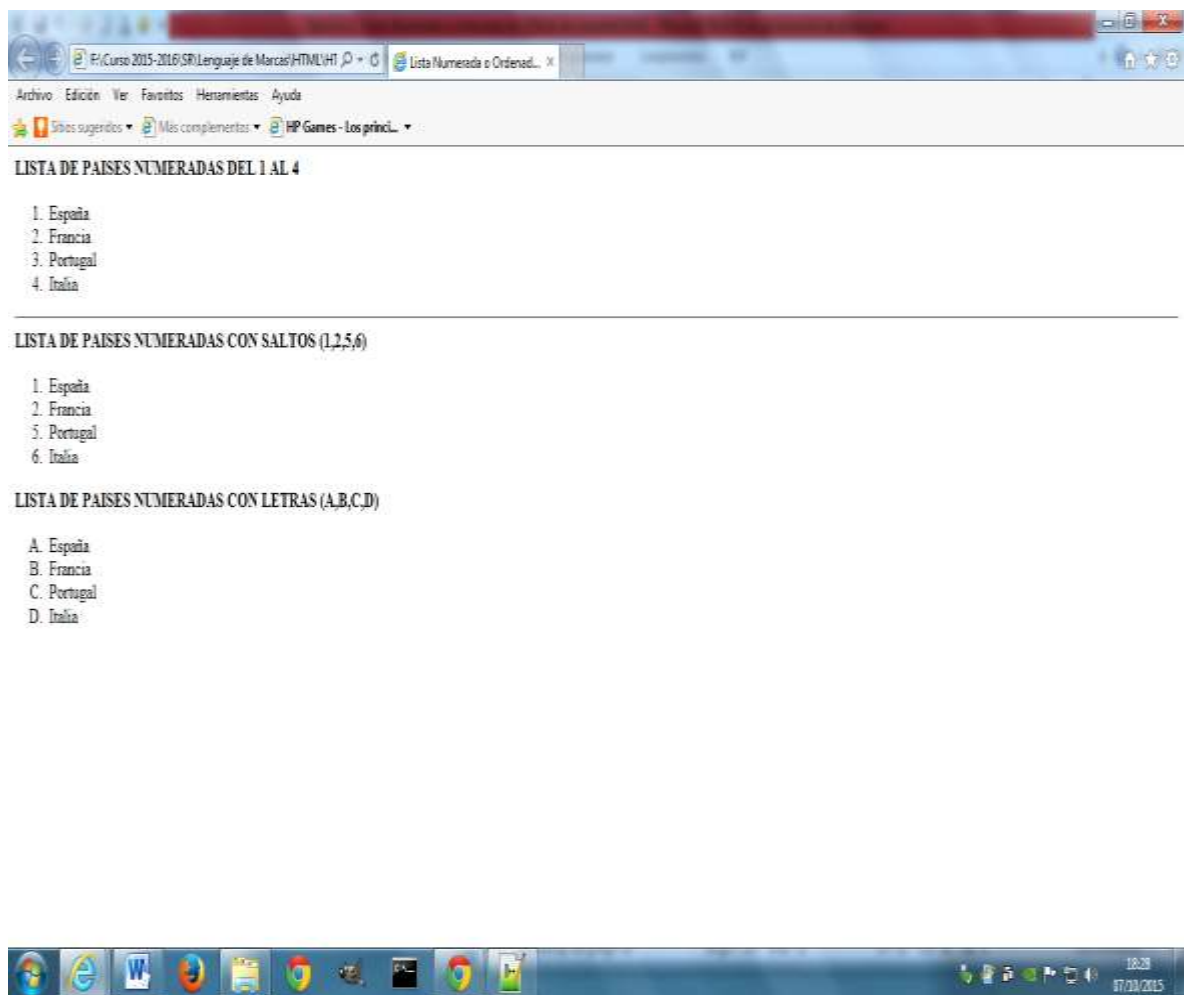 F:\Curso 2015-2016\SRI\Lenguaje de Marcas\HTML\HT
Lista Numerada o Ordenad...
Archivo Edición Ver Favoritos Herramientas Ayuda
Sitios sugeridos Más complementos HP Games - Los princi...
LISTA DE PAISES NUMERADAS DEL 1 AL 4
1. España
2. Francia
3. Portugal
4. Italia
LISTA DE PAISES NUMERADAS CON SALTOS (1,2,5,6)
1. España
2. Francia
5. Portugal
6. Italia
LISTA DE PAISES NUMERADAS CON LETRAS (A,B,C,D)
A. España
B. Francia
C. Portugal
D. Italia
18:29
07/10/2015